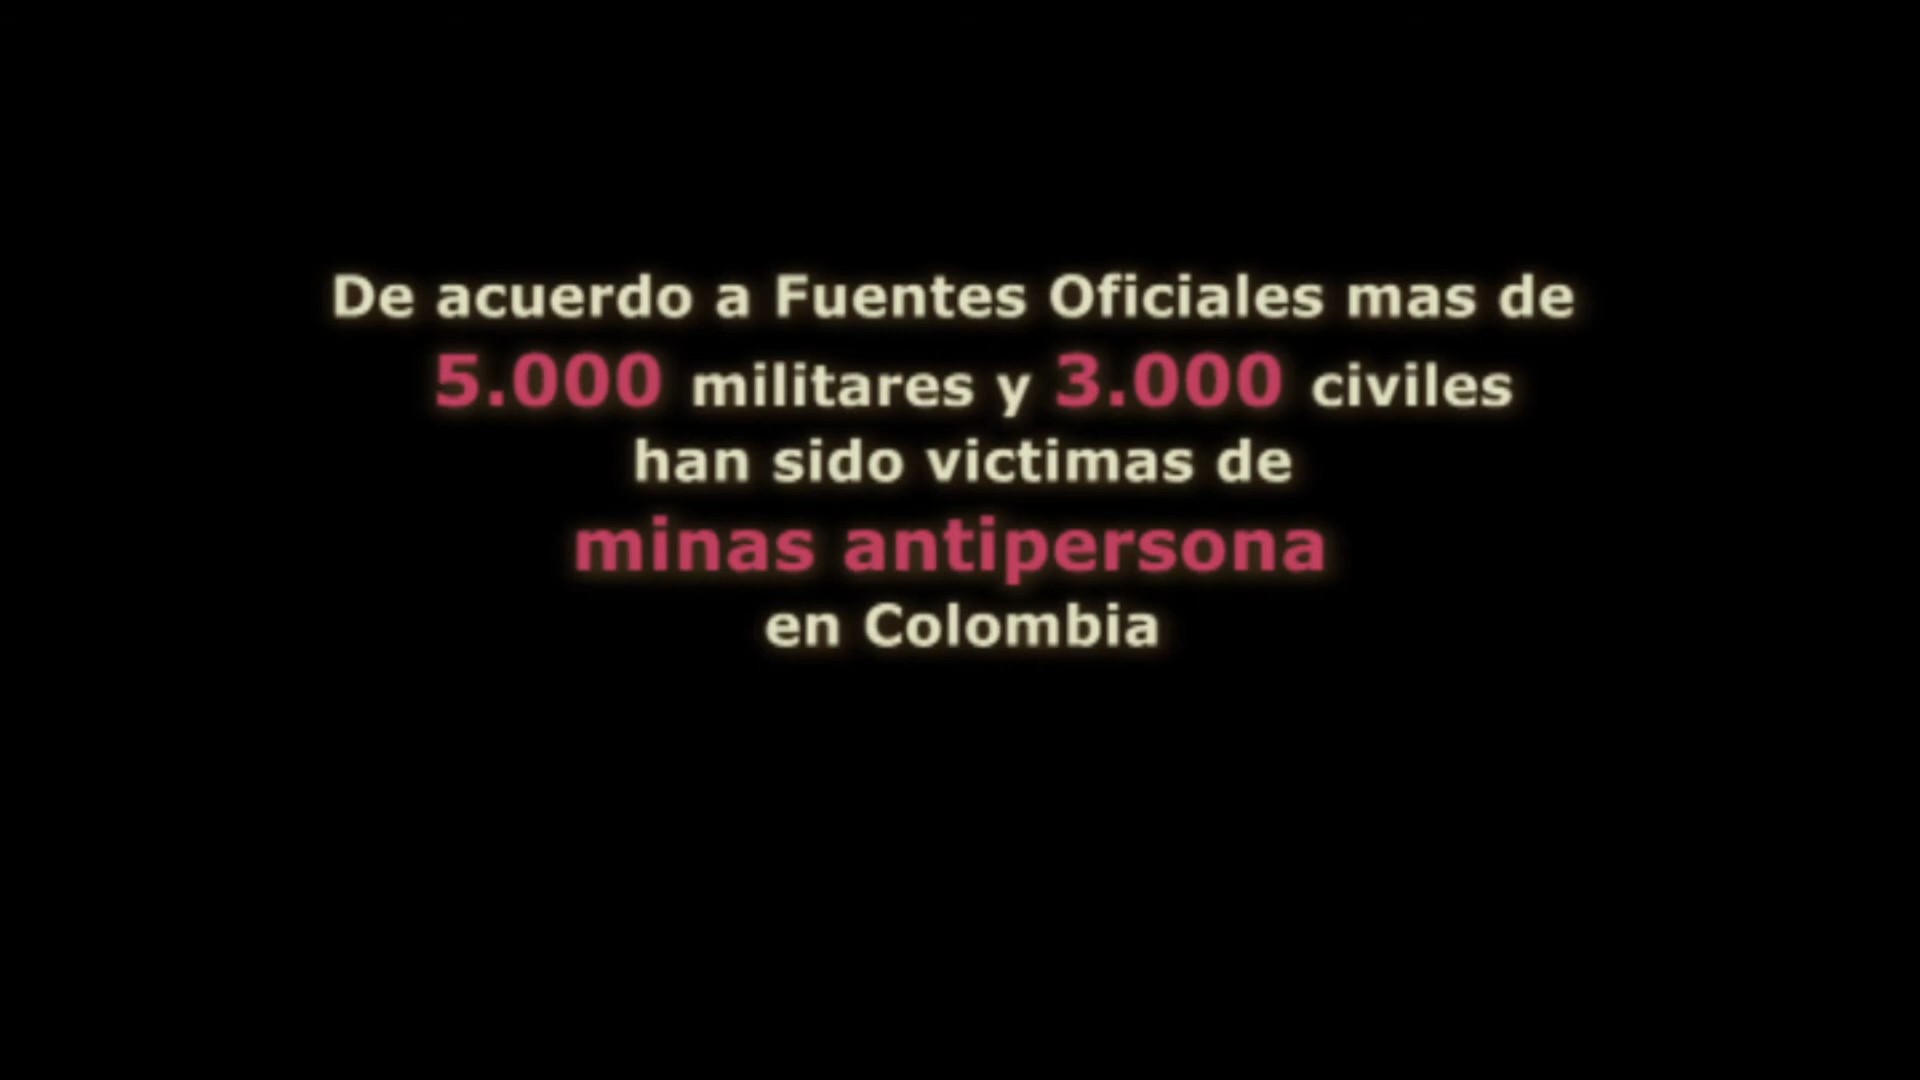 De acuerdo a Fuentes Oficiales mas de
5.000 militares y 3.000 civiles
han sido victimas de
minas antipersona
en Colombia